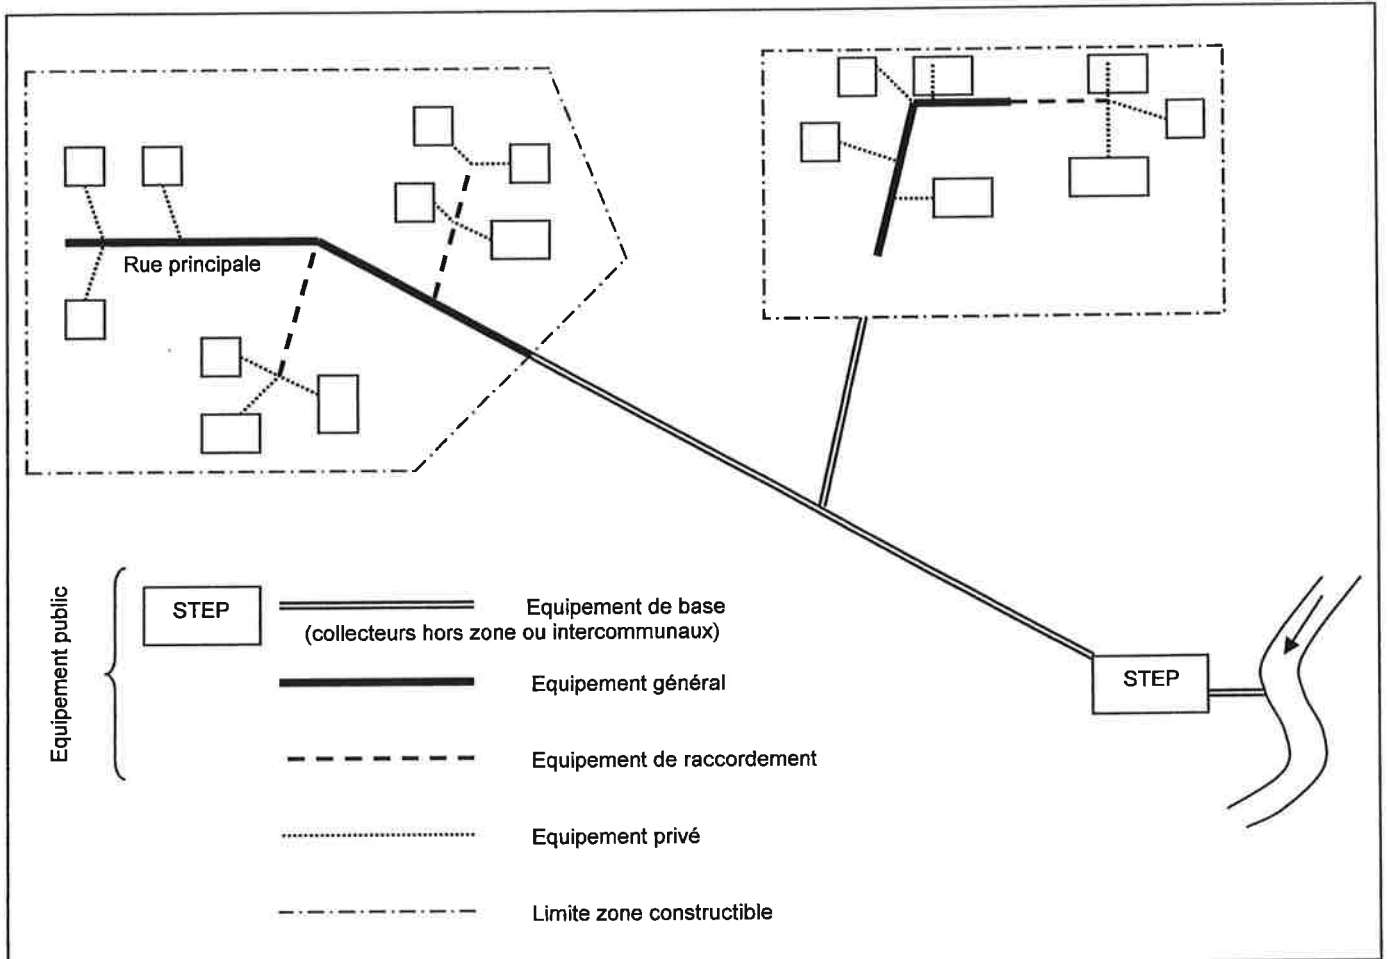 Rue principale
Equipement public
STEP
Equipement de base
(collecteurs hors zone ou intercommunaux)
STEP
Equipement général
Equipement de raccordement
Equipement privé
Limite zone constructible